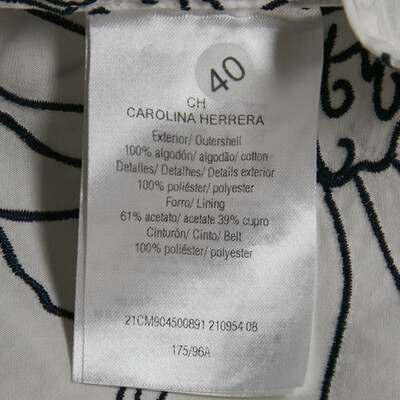 40
CH
CAROLINA HERRERA
Exterior/ Outershell
100% algodón/ algodão/ cotton
Detalles/ Detalhes/ Details exterior
100% poliéster/ polyester
Forro/ Lining
61% acetato/ acetate 39% cupro
Cinturón/ Cinto/ Belt
100% poliéster/ polyester
21CM904500891 210954 08
175/96A